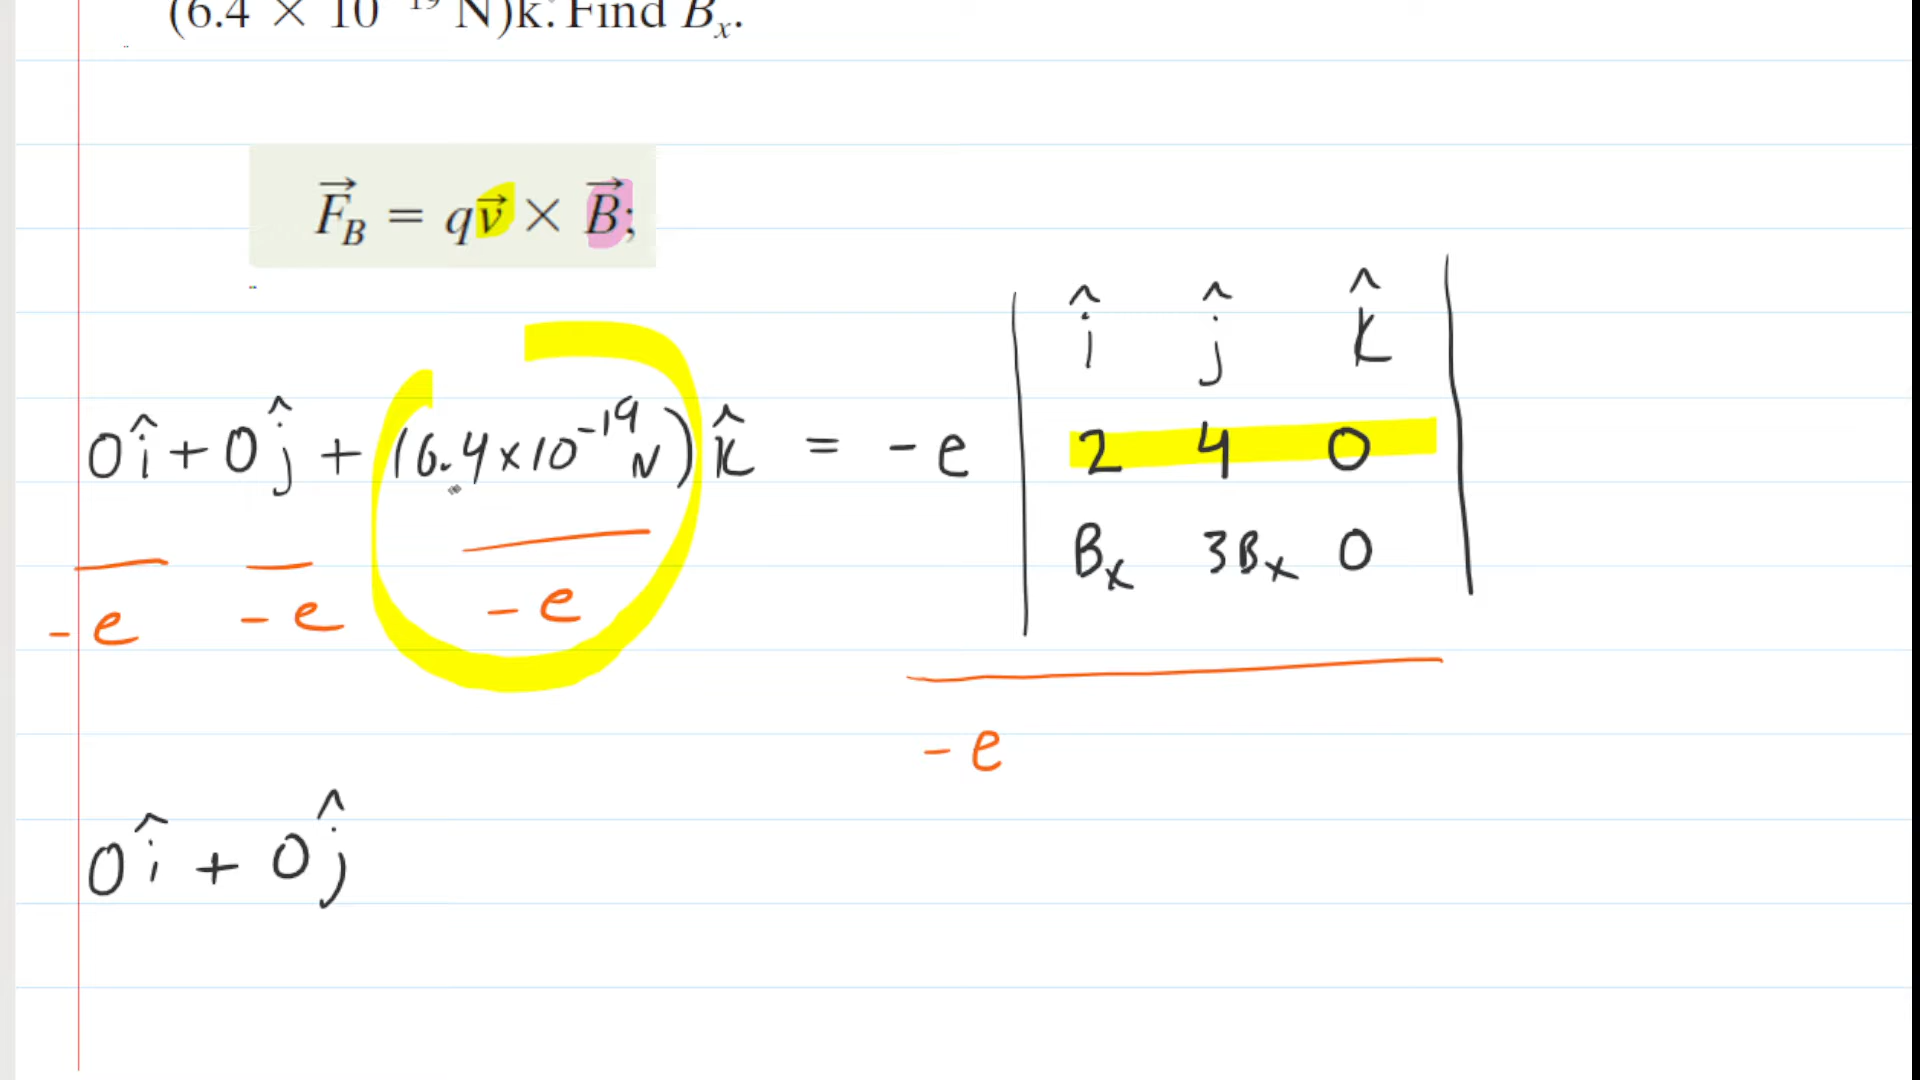 (6.4 × 10⁻¹⁹ N)k̂. Find Bₓ.
F⃗_B = qv⃗ × B⃗;
î ĵ k̂
0î + 0ĵ + (6.4 x 10⁻¹⁹ N) k̂ = - e 2 4 0
Bₓ 3Bₓ 0
- e - e - e
- e
0î + 0ĵ